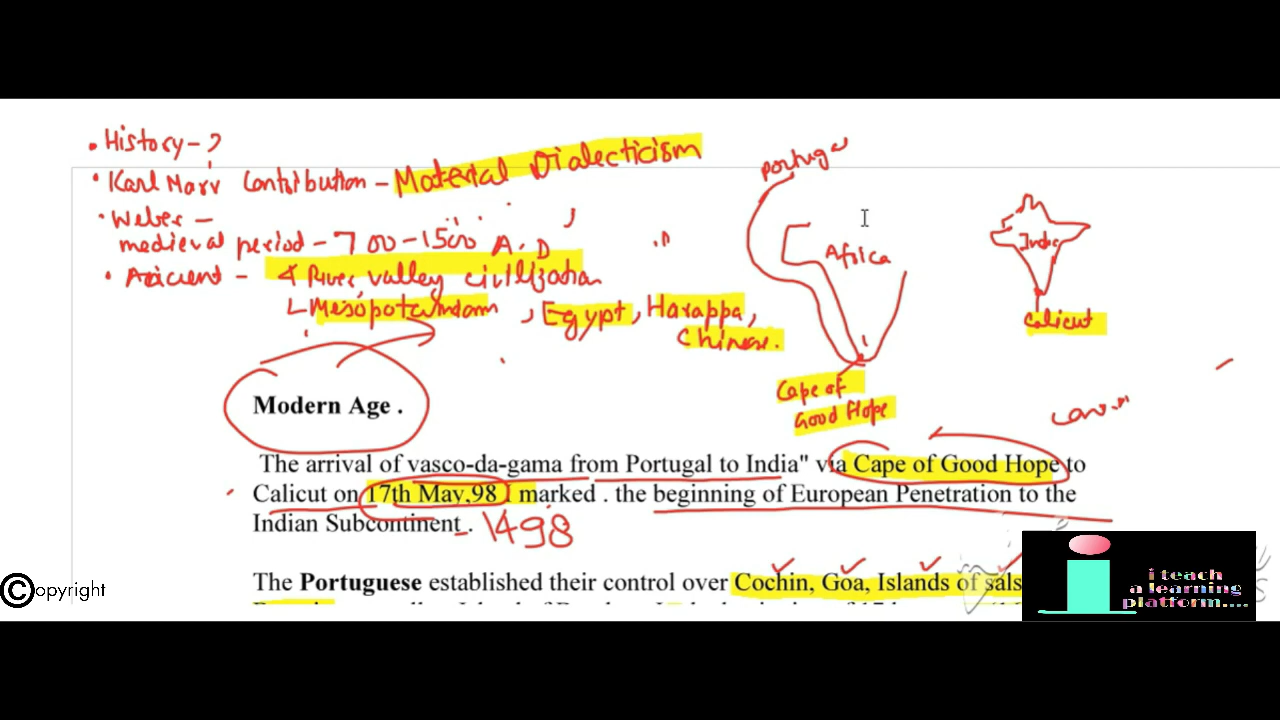 • History - ?
• Karl Marx Contribution - Material Dialecticism
• Weber -
medieval period - 700-1500 A.D
• Ancient - 4 River valley civilization
Mesopotamian, Egypt, Harappa,
Chinese.
Portugal
Africa
India
Calicut
Cape of
Good Hope
Modern Age .
The arrival of vasco-da-gama from Portugal to India" via Cape of Good Hope to
Calicut on 17th May,98 I marked . the beginning of European Penetration to the
Indian Subcontinent . - 1498
The Portuguese established their control over Cochin, Goa, Islands of sals
©opyright
i teach
a learning
platform....